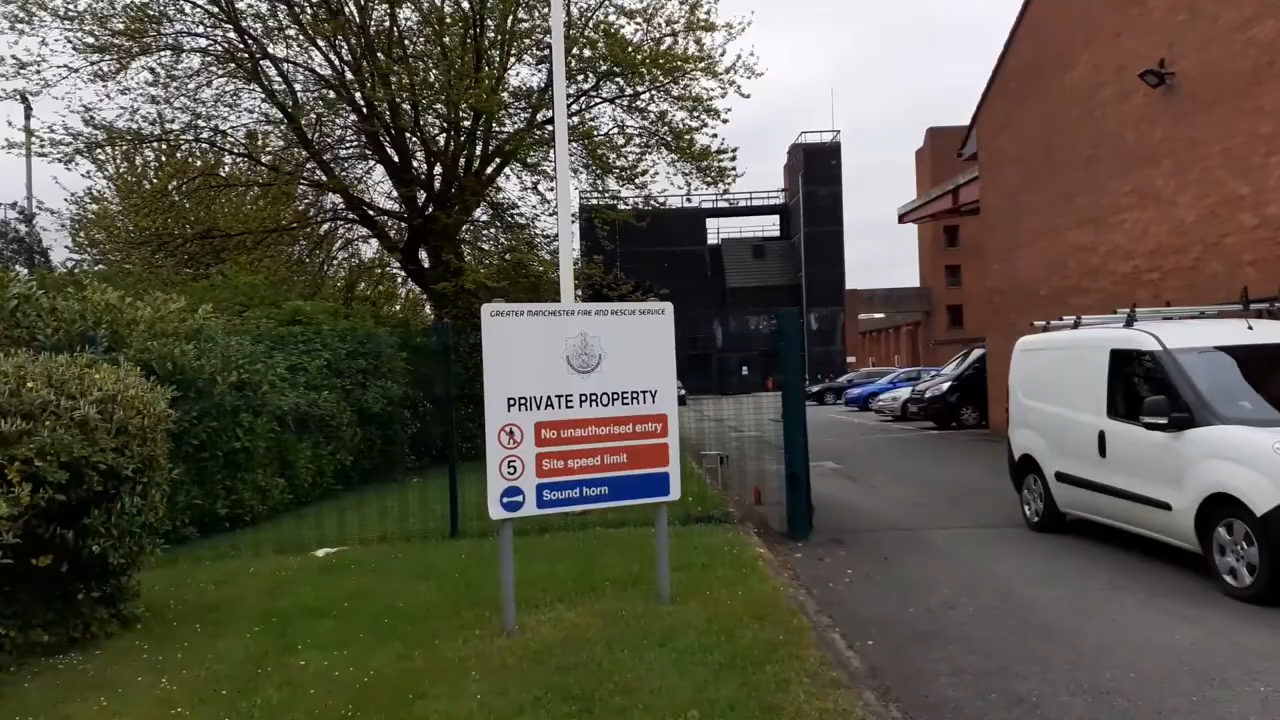 GREATER MANCHESTER FIRE AND RESCUE SERVICE
PRIVATE PROPERTY
No unauthorised entry
5 Site speed limit
Sound horn